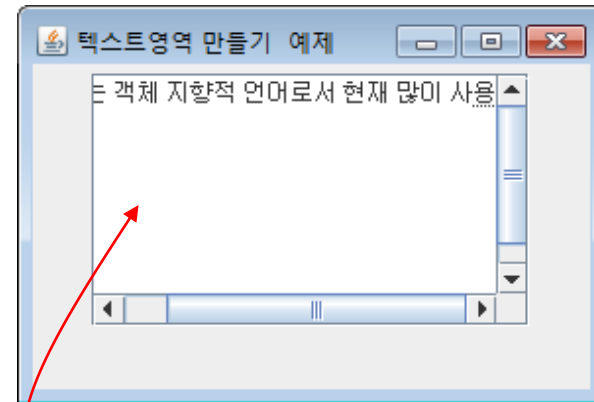 텍스트영역 만들기 예제
는 객체 지향적 언어로서 현재 많이 사용